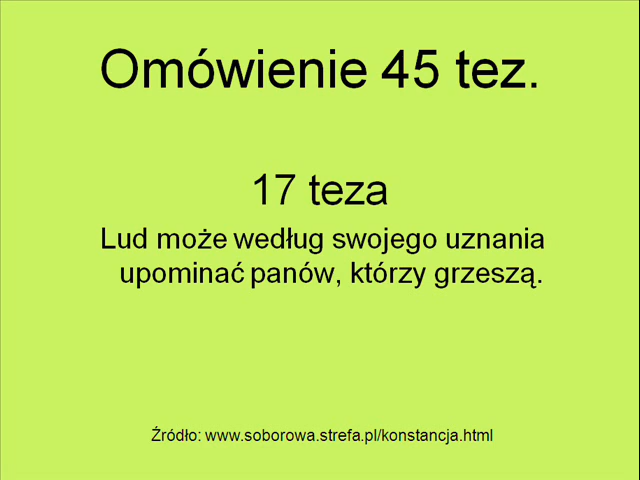 Omówienie 45 tez.
17 teza
Lud może według swojego uznania
upominać panów, którzy grzeszą.
Źródło: www.soborowa.strefa.pl/konstancja.html